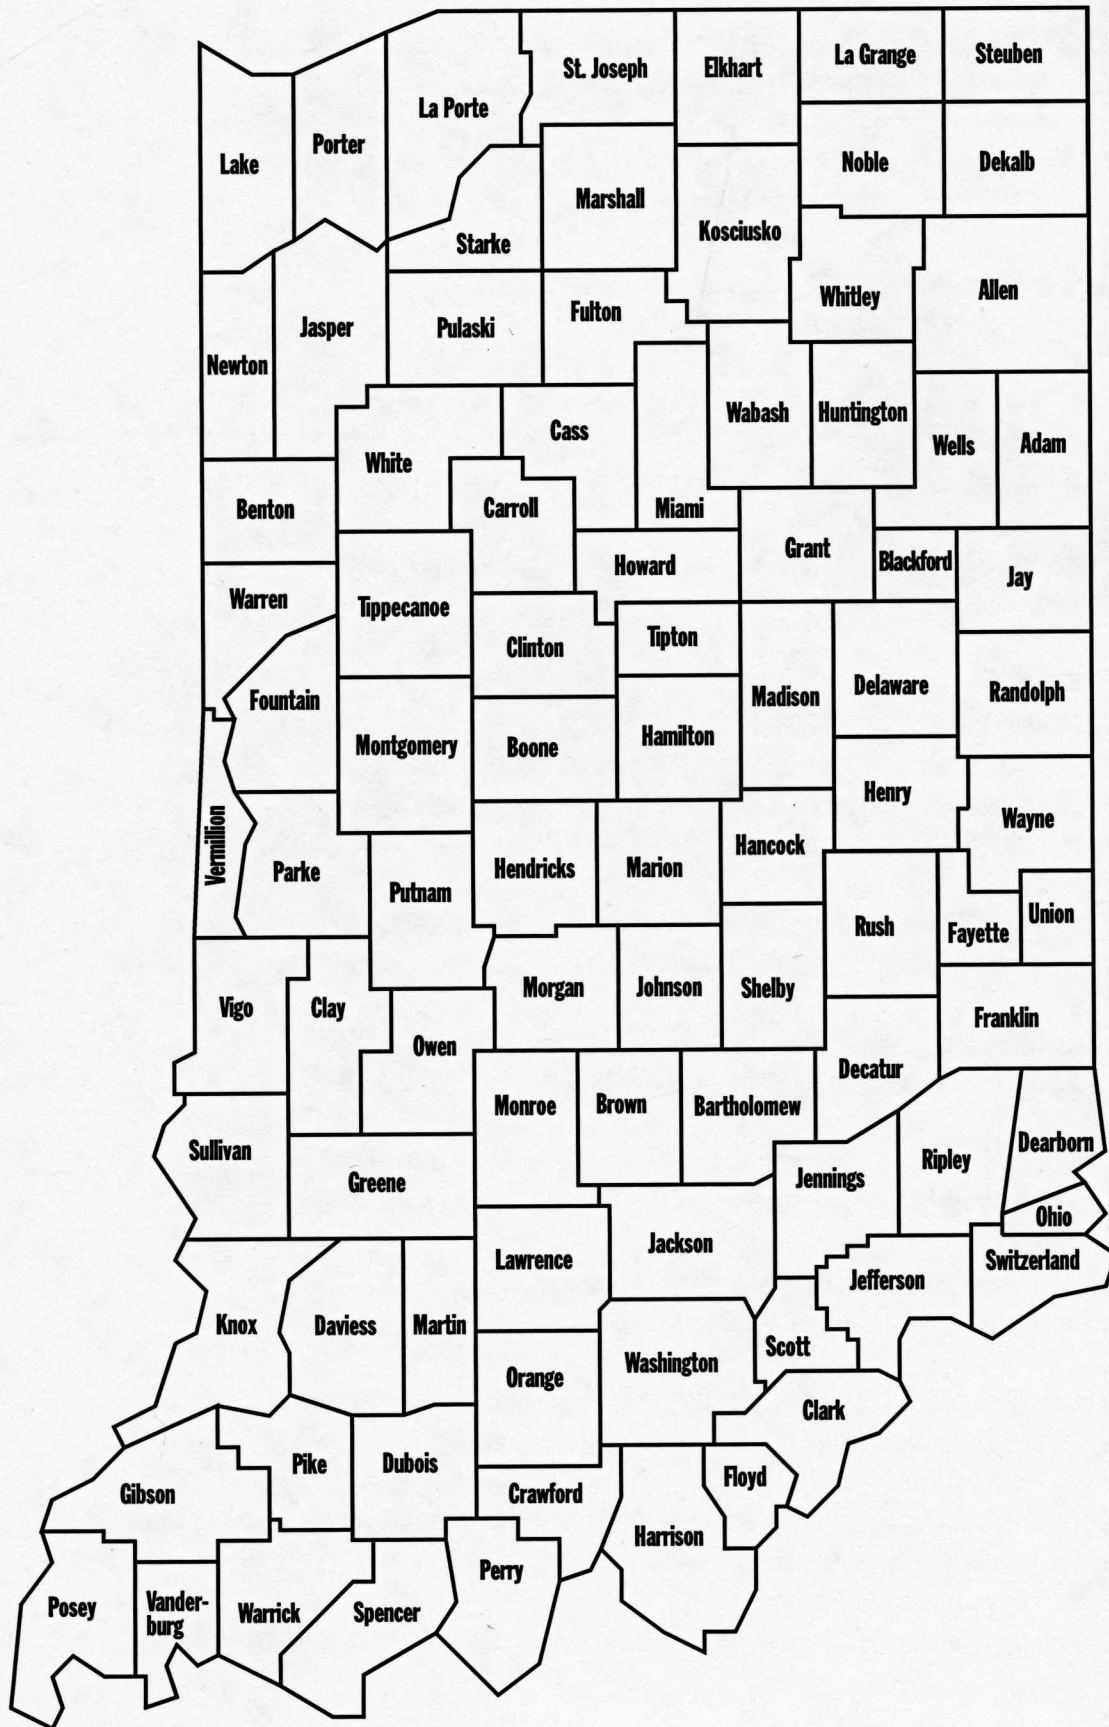 St. Joseph
Elkhart
La Grange
Steuben
La Porte
Porter
Lake
Noble
Dekalb
Marshall
Kosciusko
Starke
Whitley
Allen
Fulton
Jasper
Pulaski
Newton
Wabash
Huntington
Cass
Wells
Adam
White
Benton
Carroll
Miami
Grant
Blackford
Howard
Jay
Warren
Tippecanoe
Clinton
Tipton
Fountain
Madison
Delaware
Randolph
Montgomery
Boone
Hamilton
Henry
Wayne
Vermillion
Parke
Putnam
Hendricks
Marion
Hancock
Rush
Fayette
Union
Vigo
Clay
Morgan
Johnson
Shelby
Franklin
Owen
Decatur
Monroe
Brown
Bartholomew
Sullivan
Greene
Jennings
Ripley
Dearborn
Ohio
Lawrence
Jackson
Switzerland
Jefferson
Knox
Daviess
Martin
Scott
Orange
Washington
Clark
Pike
Dubois
Gibson
Crawford
Floyd
Harrison
Posey
Vander-
burg
Warrick
Spencer
Perry